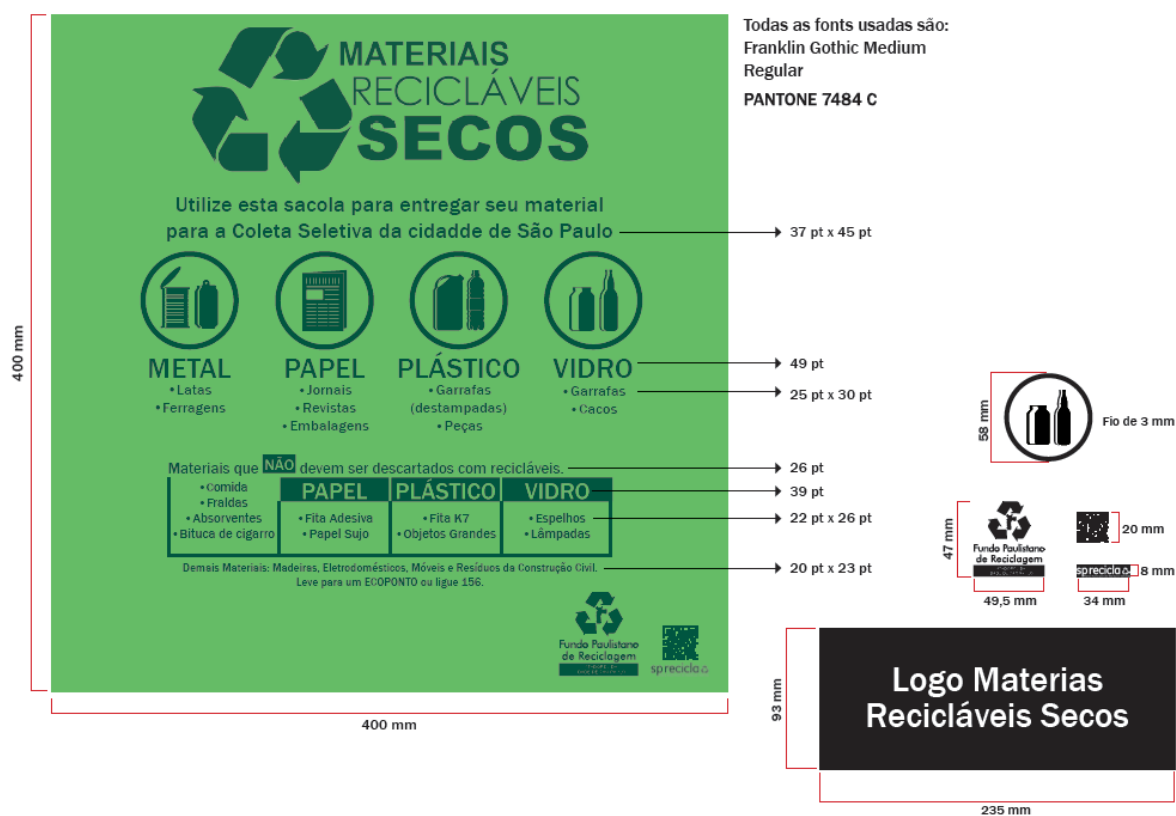 MATERIAIS
RECICLÁVEIS
SECOS
Utilize esta sacola para entregar seu material
para a Coleta Seletiva da cidadde de São Paulo
METAL
• Latas
• Ferragens
PAPEL
• Jornais
• Revistas
• Embalagens
PLÁSTICO
• Garrafas
(destampadas)
• Peças
VIDRO
• Garrafas
• Cacos
Materiais que NÃO devem ser descartados com recicláveis.
• Comida
• Fraldas
• Absorventes
• Bituca de cigarro
PAPEL
• Fita Adesiva
• Papel Sujo
PLÁSTICO
• Fita K7
• Objetos Grandes
VIDRO
• Espelhos
• Lâmpadas
Demais Materiais: Madeiras, Eletrodomésticos, Móveis e Resíduos da Construção Civil.
Leve para um ECOPONTO ou ligue 156.
Fundo Paulistano
de Reciclagem
sprecicla
400 mm
400 mm
Todas as fonts usadas são:
Franklin Gothic Medium
Regular
PANTONE 7484 C
37 pt x 45 pt
49 pt
25 pt x 30 pt
26 pt
39 pt
22 pt x 26 pt
20 pt x 23 pt
58 mm
Fio de 3 mm
47 mm
Fundo Paulistano
de Reciclagem
49,5 mm
20 mm
sprecicla
8 mm
34 mm
93 mm
Logo Materias
Recicláveis Secos
235 mm